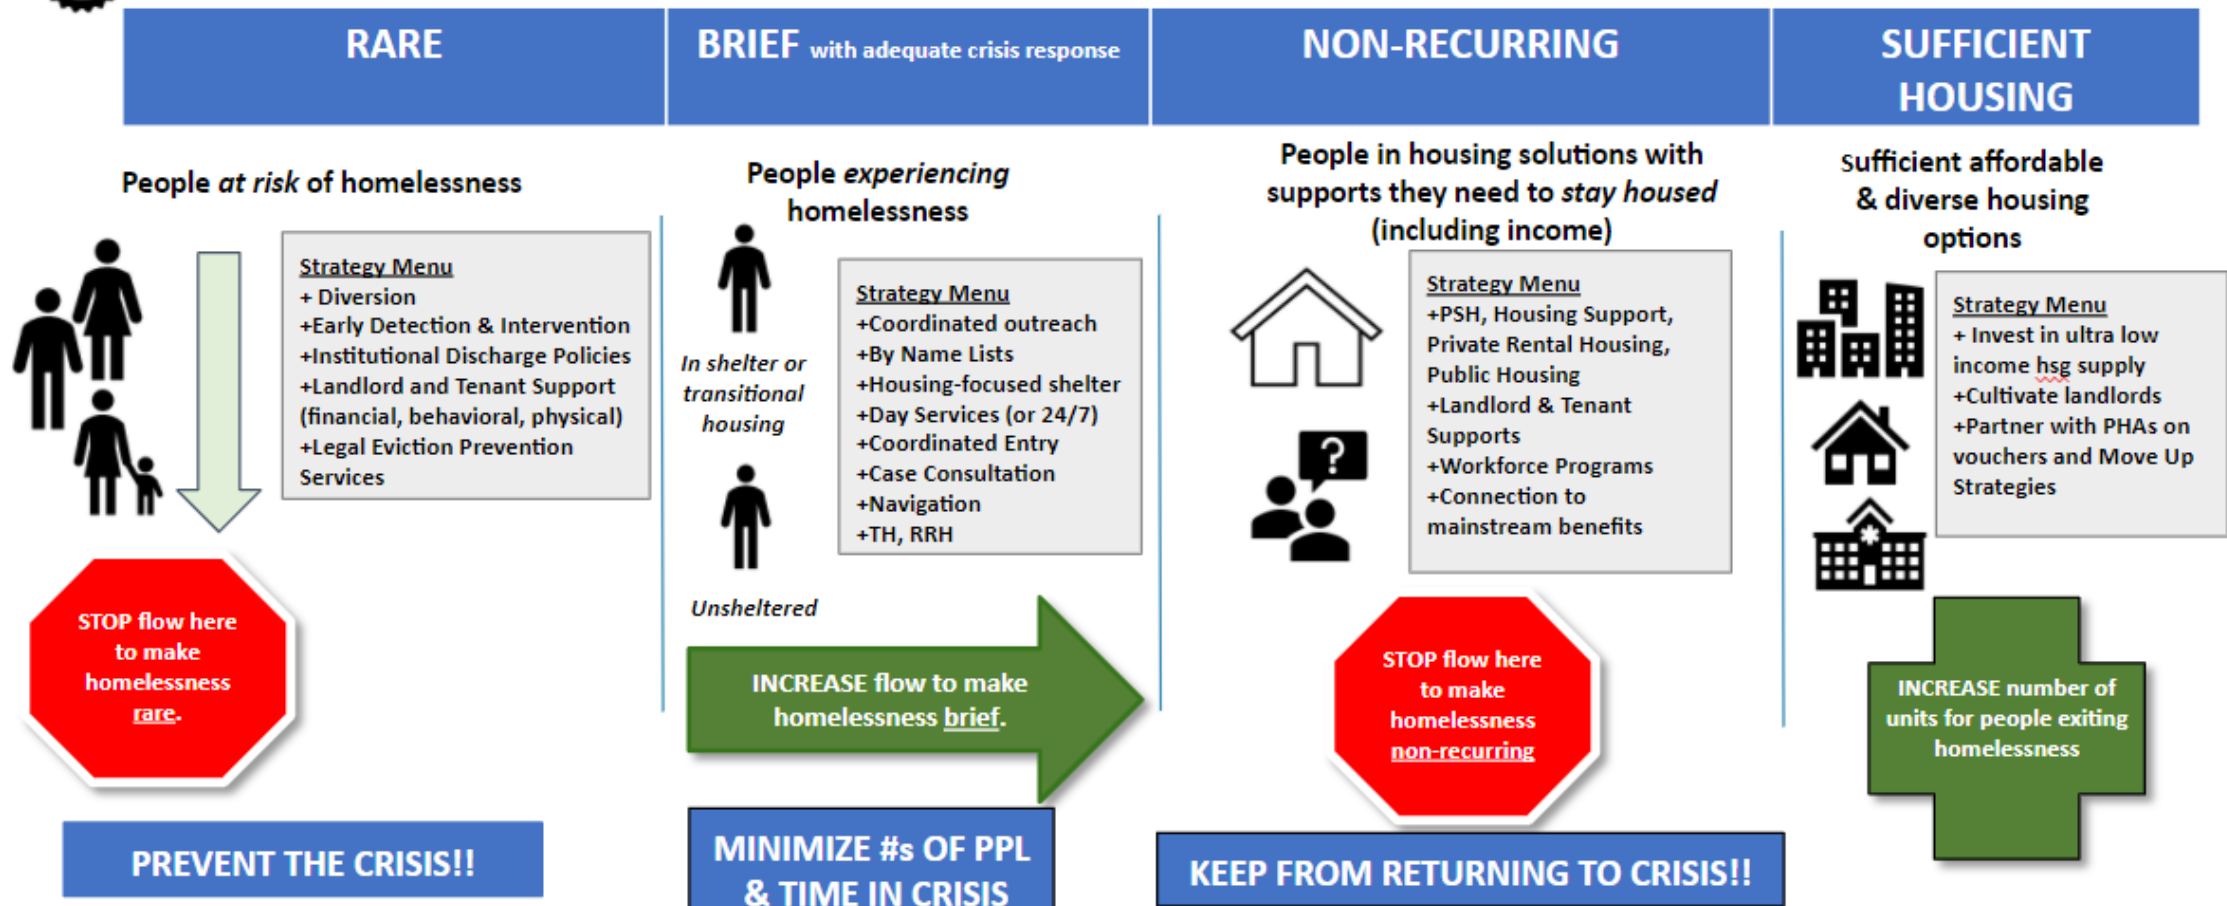 RARE
BRIEF with adequate crisis response
NON-RECURRING
SUFFICIENT
HOUSING
People at risk of homelessness
Strategy Menu
+ Diversion
+Early Detection & Intervention
+Institutional Discharge Policies
+Landlord and Tenant Support
(financial, behavioral, physical)
+Legal Eviction Prevention
Services
STOP flow here
to make
homelessness
rare.
PREVENT THE CRISIS!!
People experiencing
homelessness
In shelter or
transitional
housing
Unsheltered
Strategy Menu
+Coordinated outreach
+By Name Lists
+Housing-focused shelter
+Day Services (or 24/7)
+Coordinated Entry
+Case Consultation
+Navigation
+TH, RRH
INCREASE flow to make
homelessness brief.
MINIMIZE #s OF PPL
& TIME IN CRISIS
People in housing solutions with
supports they need to stay housed
(including income)
?
Strategy Menu
+PSH, Housing Support,
Private Rental Housing,
Public Housing
+Landlord & Tenant
Supports
+Workforce Programs
+Connection to
mainstream benefits
STOP flow here
to make
homelessness
non-recurring
KEEP FROM RETURNING TO CRISIS!!
Sufficient affordable
& diverse housing
options
Strategy Menu
+ Invest in ultra low
income hsg supply
+Cultivate landlords
+Partner with PHAs on
vouchers and Move Up
Strategies
INCREASE number of
units for people exiting
homelessness